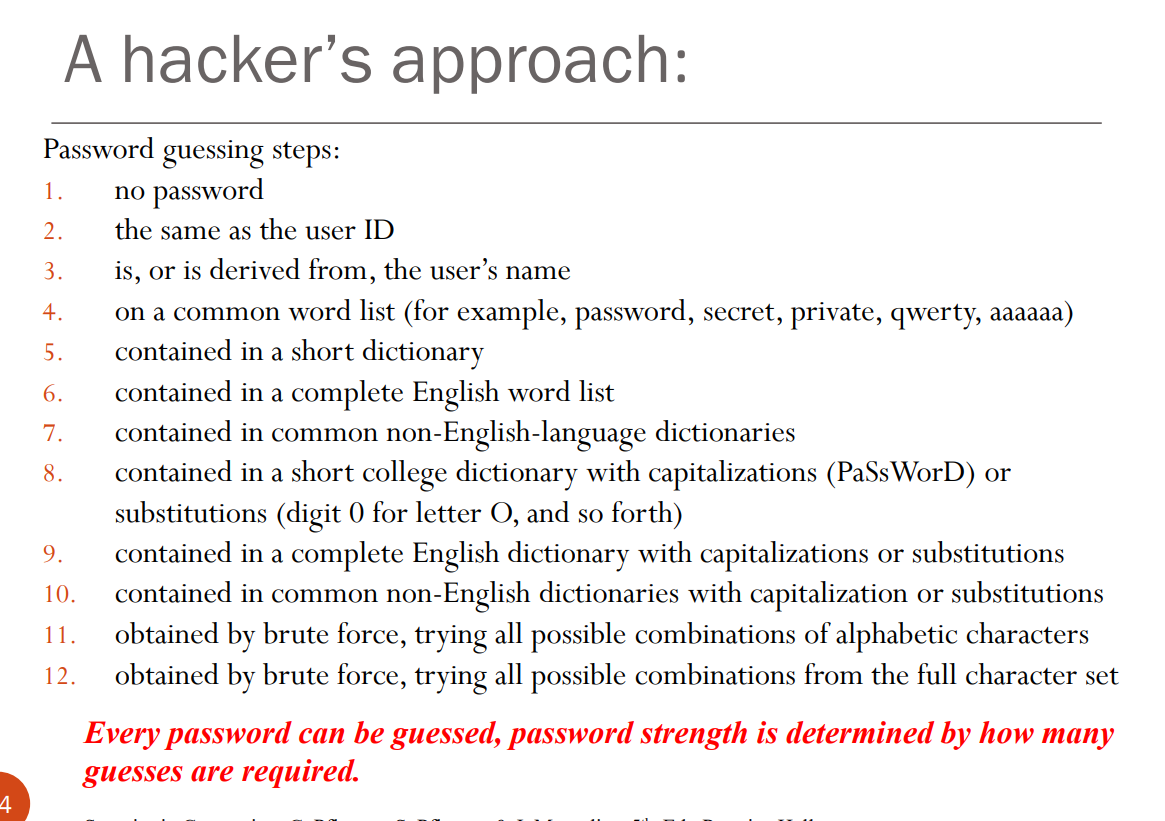 A hacker's approach:
Password guessing steps:
1. no password
2. the same as the user ID
3. is, or is derived from, the user's name
4. on a common word list (for example, password, secret, private, qwerty, aaaaaa)
5. contained in a short dictionary
6. contained in a complete English word list
7. contained in common non-English-language dictionaries
8. contained in a short college dictionary with capitalizations (PaSsWorD) or
substitutions (digit 0 for letter O, and so forth)
9. contained in a complete English dictionary with capitalizations or substitutions
10. contained in common non-English dictionaries with capitalization or substitutions
11. obtained by brute force, trying all possible combinations of alphabetic characters
12. obtained by brute force, trying all possible combinations from the full character set
Every password can be guessed, password strength is determined by how many
guesses are required.
4